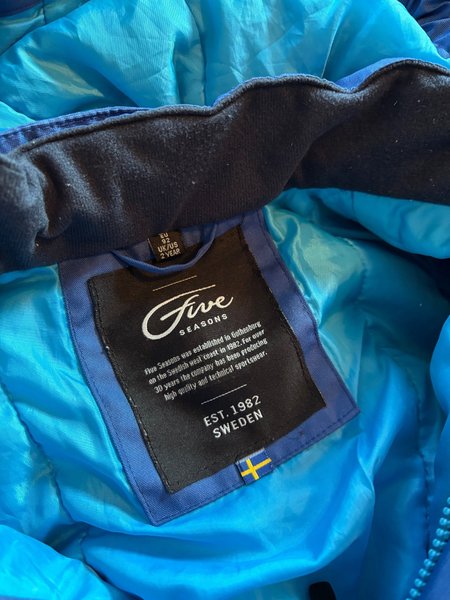 EU
92
UK/US
2 YEAR
Five
SEASONS
Five Seasons was established in Gothenburg
on the Swedish west coast in 1982. For over
30 years the company has been producing
high quality and technical sportswear.
EST. 1982
SWEDEN